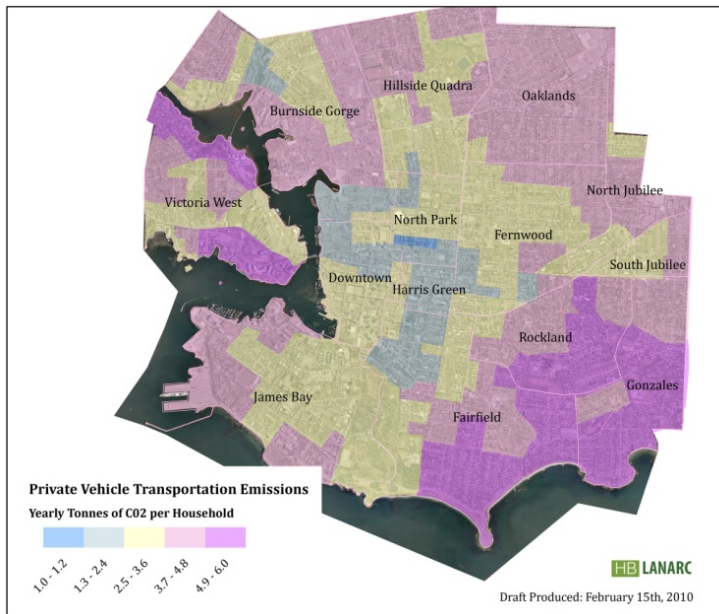 Hillside Quadra
Oaklands
Burnside Gorge
North Jubilee
Victoria West
North Park
Fernwood
South Jubilee
Downtown
Harris Green
Rockland
Gonzales
James Bay
Fairfield
Private Vehicle Transportation Emissions
Yearly Tonnes of C02 per Household
1.0 - 1.2
1.3 - 2.4
2.5 - 3.6
3.7 - 4.8
4.9 - 6.0
HB LANARC
Draft Produced: February 15th, 2010